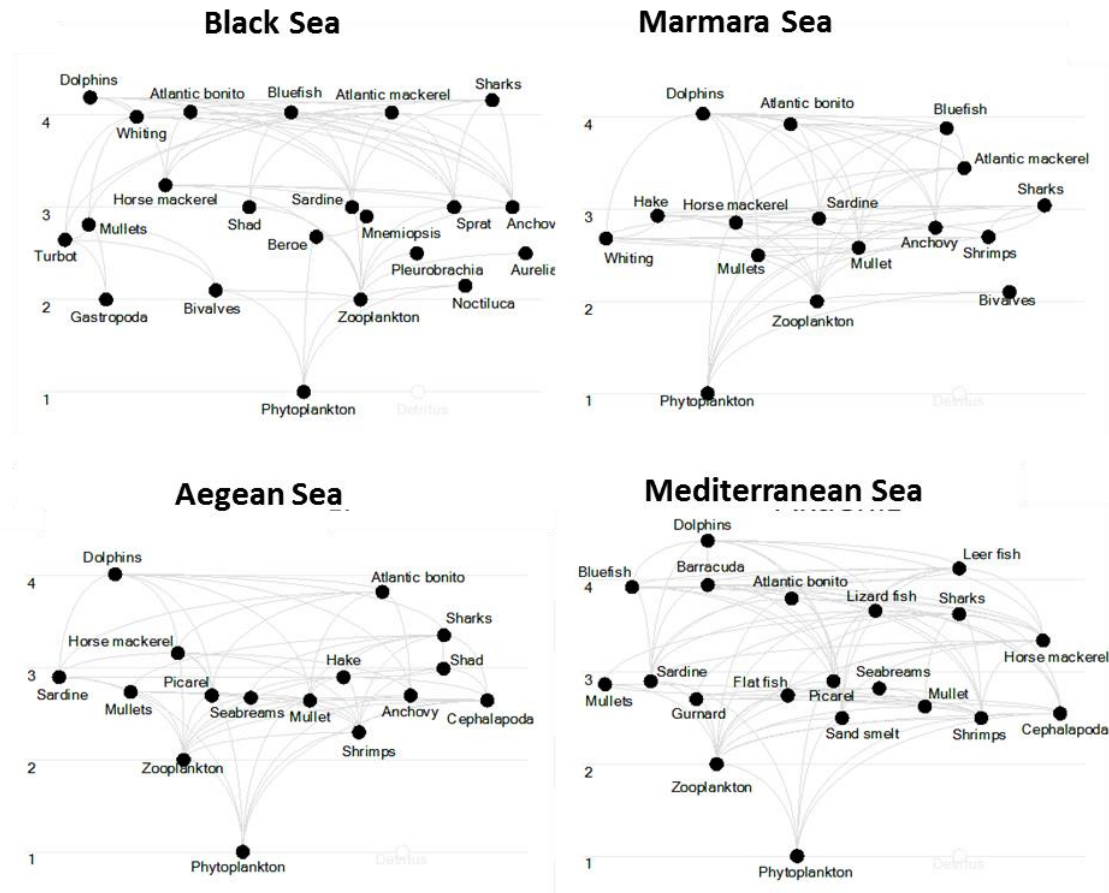 Black Sea
Dolphins
Atlantic bonito
Bluefish
Atlantic mackerel
Sharks
4
Whiting
Horse mackerel
Sardine
3
Mullets
Shad
Mnemiopsis
Sprat
Anchov
Beroe
Turbot
Pleurobrachia
Aurelia
2
Gastropoda
Bivalves
Zooplankton
Noctiluca
1
Phytoplankton
Detritus
Marmara Sea
Dolphins
Atlantic bonito
Bluefish
4
Atlantic mackerel
Sharks
Hake
Horse mackerel
Sardine
3
Whiting
Mullets
Mullet
Anchovy
Shrimps
2
Zooplankton
Bivalves
1
Phytoplankton
Detritus
Aegean Sea
Dolphins
4
Atlantic bonito
Sharks
Horse mackerel
Hake
Shad
3
Sardine
Mullets
Picarel
Seabreams
Mullet
Anchovy
Cephalapoda
Shrimps
2
Zooplankton
1
Phytoplankton
Detritus
Mediterranean Sea
Dolphins
Leer fish
Bluefish
Barracuda
4
Atlantic bonito
Lizard fish
Sharks
Horse mackerel
3
Sardine
Mullets
Gurnard
Flat fish
Picarel
Seabreams
Mullet
Sand smelt
Shrimps
Cephalapoda
2
Zooplankton
1
Phytoplankton
Detritus